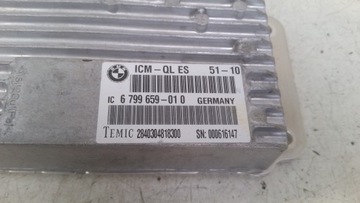 ICM-QL ES 51-10
IC 6 799 659-01 0 GERMANY
TEMIC 2840304818300 SN: 000616147